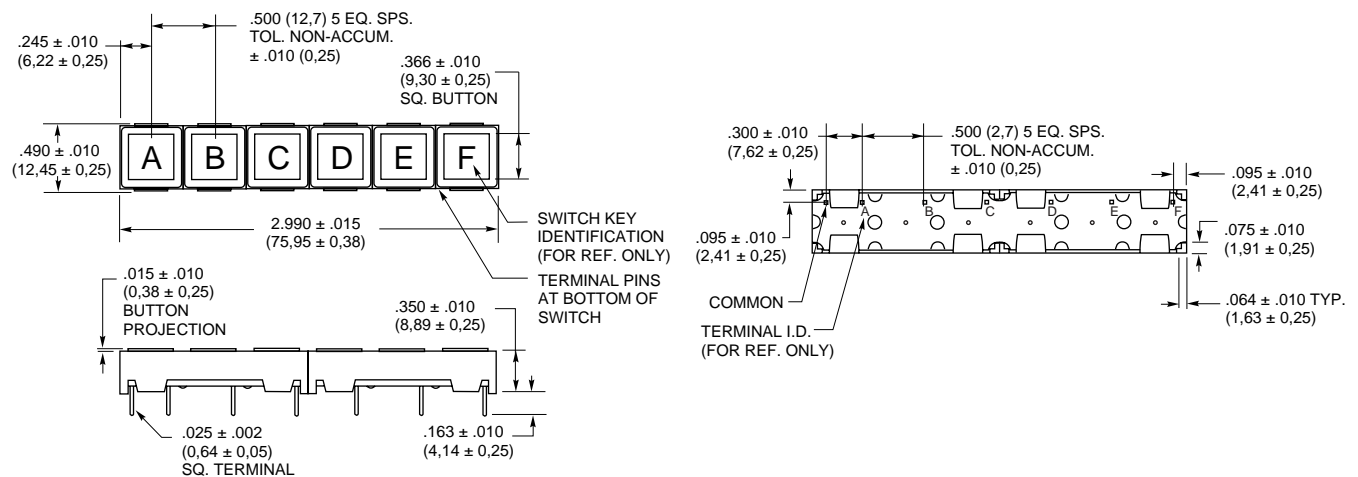 .500 (12,7) 5 EQ. SPS.
TOL. NON-ACCUM.
± .010 (0,25)
.245 ± .010
(6,22 ± 0,25)
.366 ± .010
(9,30 ± 0,25)
SQ. BUTTON
.490 ± .010
(12,45 ± 0,25)
A B C D E F
2.990 ± .015
(75,95 ± 0,38)
SWITCH KEY
IDENTIFICATION
(FOR REF. ONLY)
TERMINAL PINS
AT BOTTOM OF
SWITCH
.015 ± .010
(0,38 ± 0,25)
BUTTON
PROJECTION
.350 ± .010
(8,89 ± 0,25)
.025 ± .002
(0,64 ± 0,05)
SQ. TERMINAL
.163 ± .010
(4,14 ± 0,25)
.300 ± .010
(7,62 ± 0,25)
.500 (2,7) 5 EQ. SPS.
TOL. NON-ACCUM.
± .010 (0,25)
.095 ± .010
(2,41 ± 0,25)
A B C D E F
.095 ± .010
(2,41 ± 0,25)
.075 ± .010
(1,91 ± 0,25)
COMMON
TERMINAL I.D.
(FOR REF. ONLY)
.064 ± .010 TYP.
(1,63 ± 0,25)